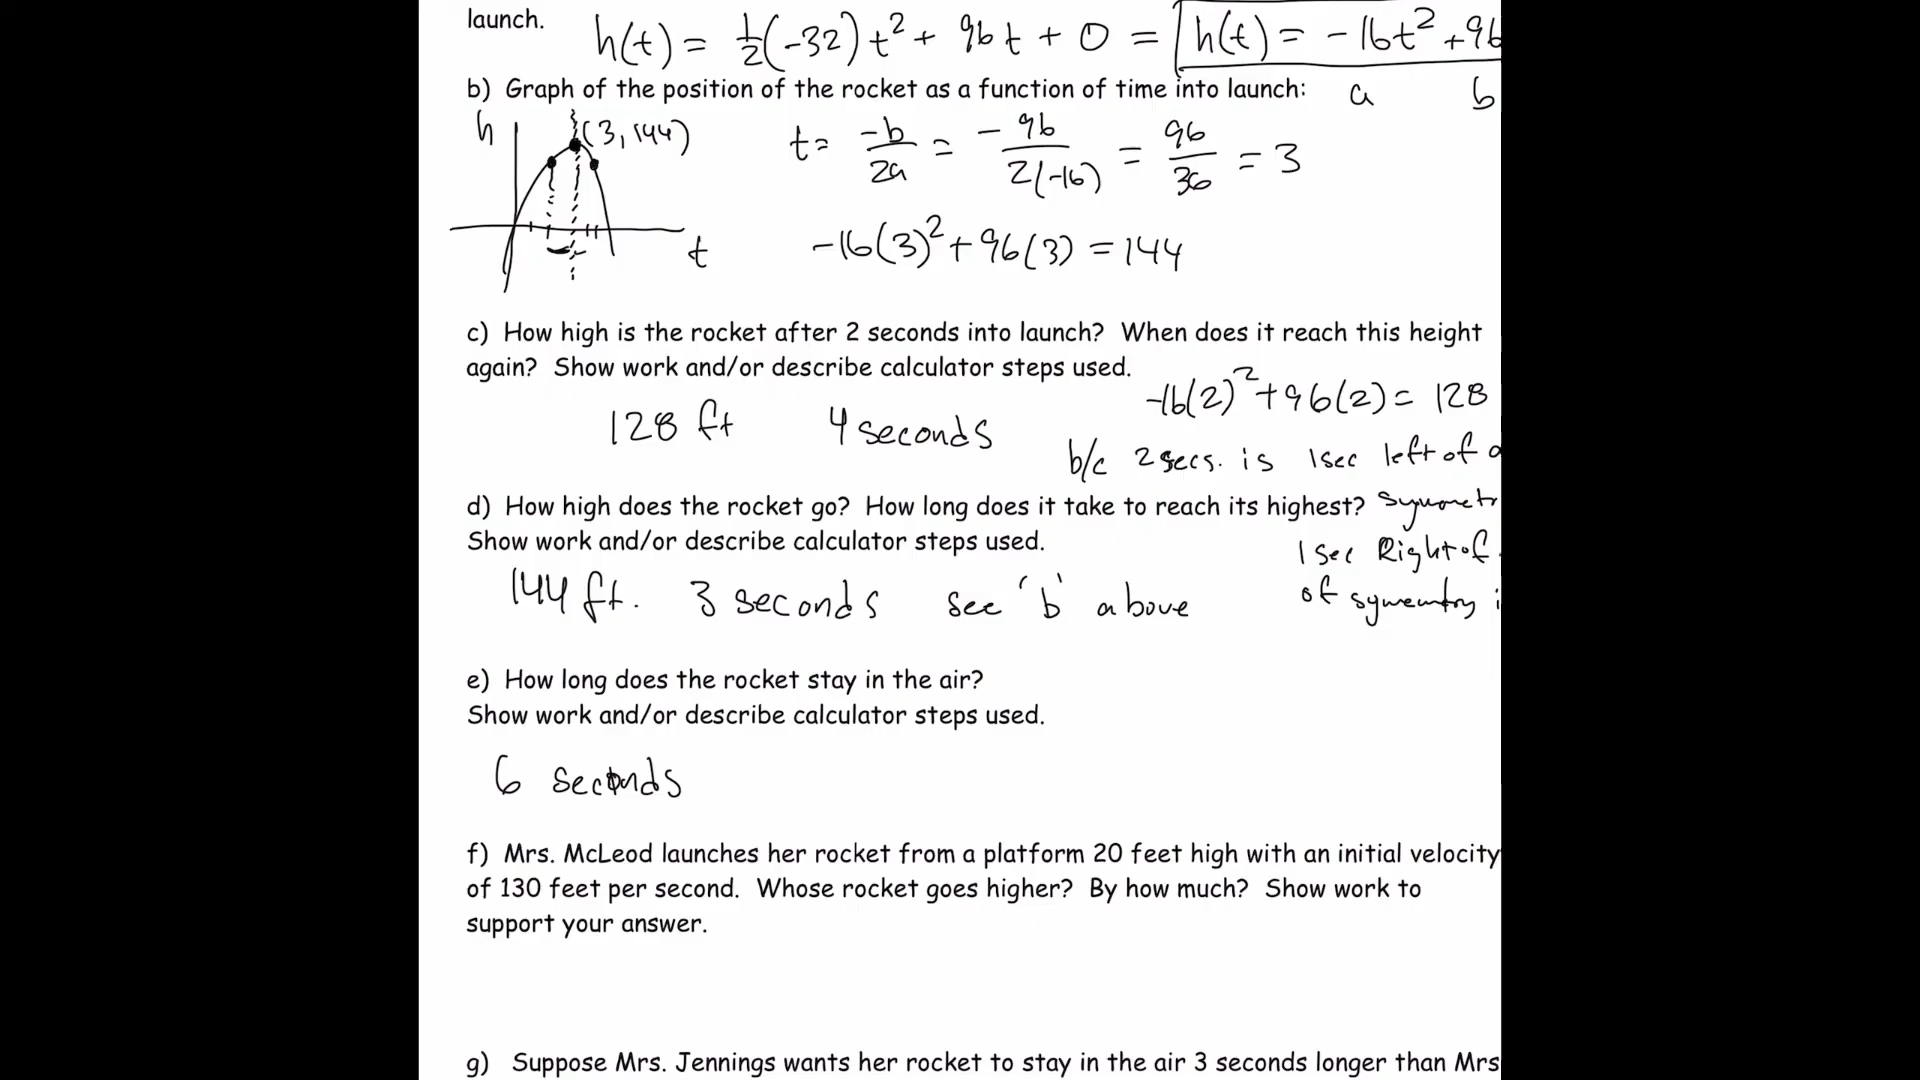 launch.
h(t) = 1/2(-32)t² + 96t + 0 = h(t) = -16t² + 96
b) Graph of the position of the rocket as a function of time into launch: a b
h (3, 144) t = -b/2a = -96/2(-16) = 96/36 = 3
t -16(3)² + 96(3) = 144
c) How high is the rocket after 2 seconds into launch? When does it reach this height
again? Show work and/or describe calculator steps used.
-16(2)² + 96(2) = 128
128 ft 4 seconds
b/c 2 secs. is 1 sec left of
d) How high does the rocket go? How long does it take to reach its highest? symmetr
Show work and/or describe calculator steps used. 1 sec Right of
144 ft. 3 seconds see 'b' above of symemtry i
e) How long does the rocket stay in the air?
Show work and/or describe calculator steps used.
6 seconds
f) Mrs. McLeod launches her rocket from a platform 20 feet high with an initial velocity
of 130 feet per second. Whose rocket goes higher? By how much? Show work to
support your answer.
g) Suppose Mrs. Jennings wants her rocket to stay in the air 3 seconds longer than Mrs